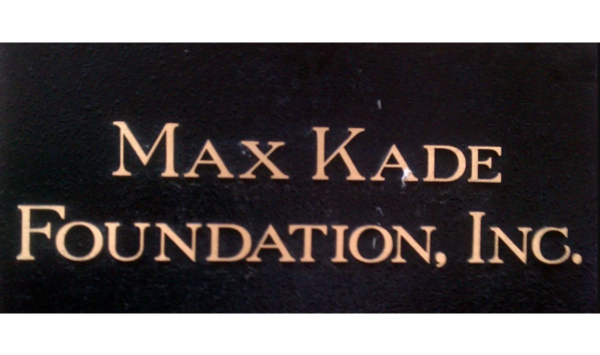 Max Kade
Foundation, Inc.